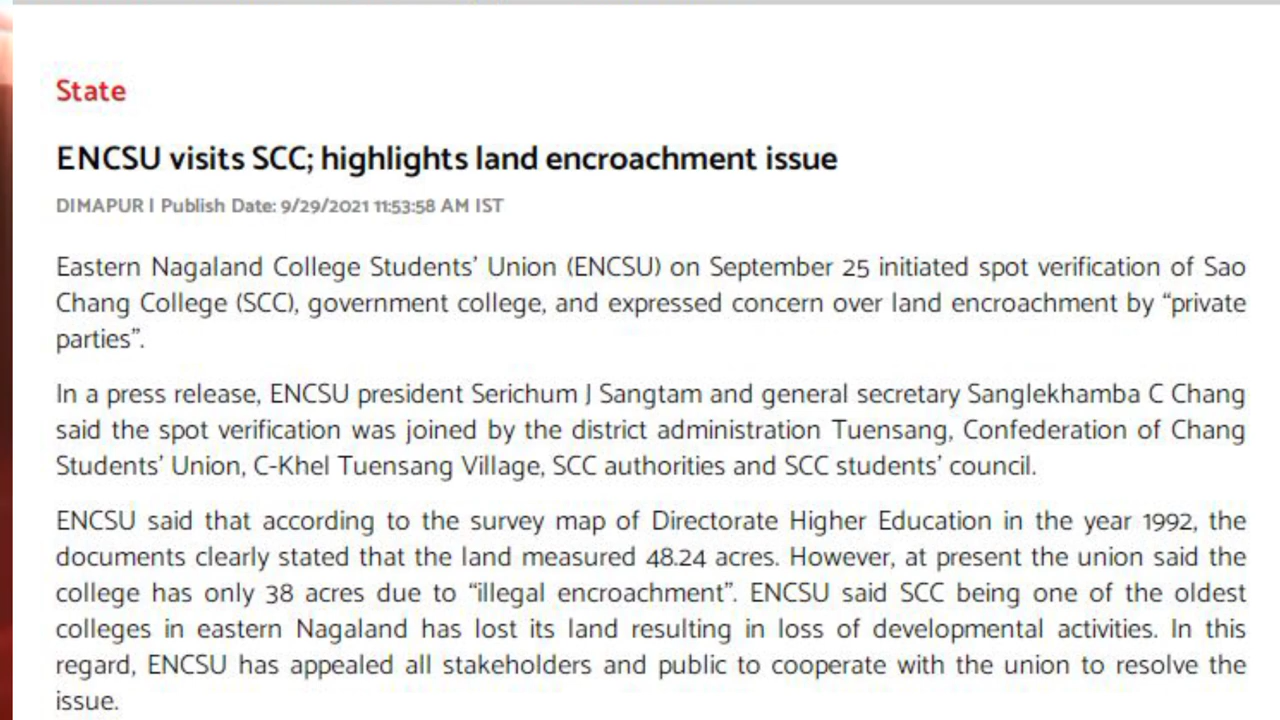 State
ENCSU visits SCC; highlights land encroachment issue
DIMAPUR | Publish Date: 9/29/2021 11:53:58 AM IST
Eastern Nagaland College Students’ Union (ENCSU) on September 25 initiated spot verification of Sao
Chang College (SCC), government college, and expressed concern over land encroachment by “private
parties”.
In a press release, ENCSU president Serichum J Sangtam and general secretary Sanglekhamba C Chang
said the spot verification was joined by the district administration Tuensang, Confederation of Chang
Students’ Union, C-Khel Tuensang Village, SCC authorities and SCC students’ council.
ENCSU said that according to the survey map of Directorate Higher Education in the year 1992, the
documents clearly stated that the land measured 48.24 acres. However, at present the union said the
college has only 38 acres due to “illegal encroachment”. ENCSU said SCC being one of the oldest
colleges in eastern Nagaland has lost its land resulting in loss of developmental activities. In this
regard, ENCSU has appealed all stakeholders and public to cooperate with the union to resolve the
issue.